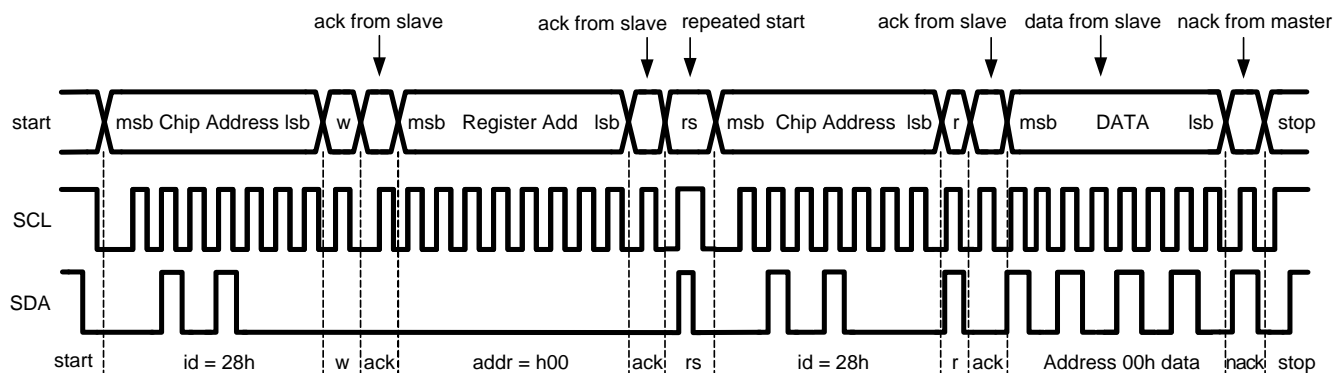 ack from slave ack from slave repeated start ack from slave data from slave nack from master
start msb Chip Address lsb w msb Register Add lsb rs msb Chip Address lsb r msb DATA lsb stop
SCL
SDA
start id = 28h w ack addr = h00 ack rs id = 28h r ack Address 00h data nack stop